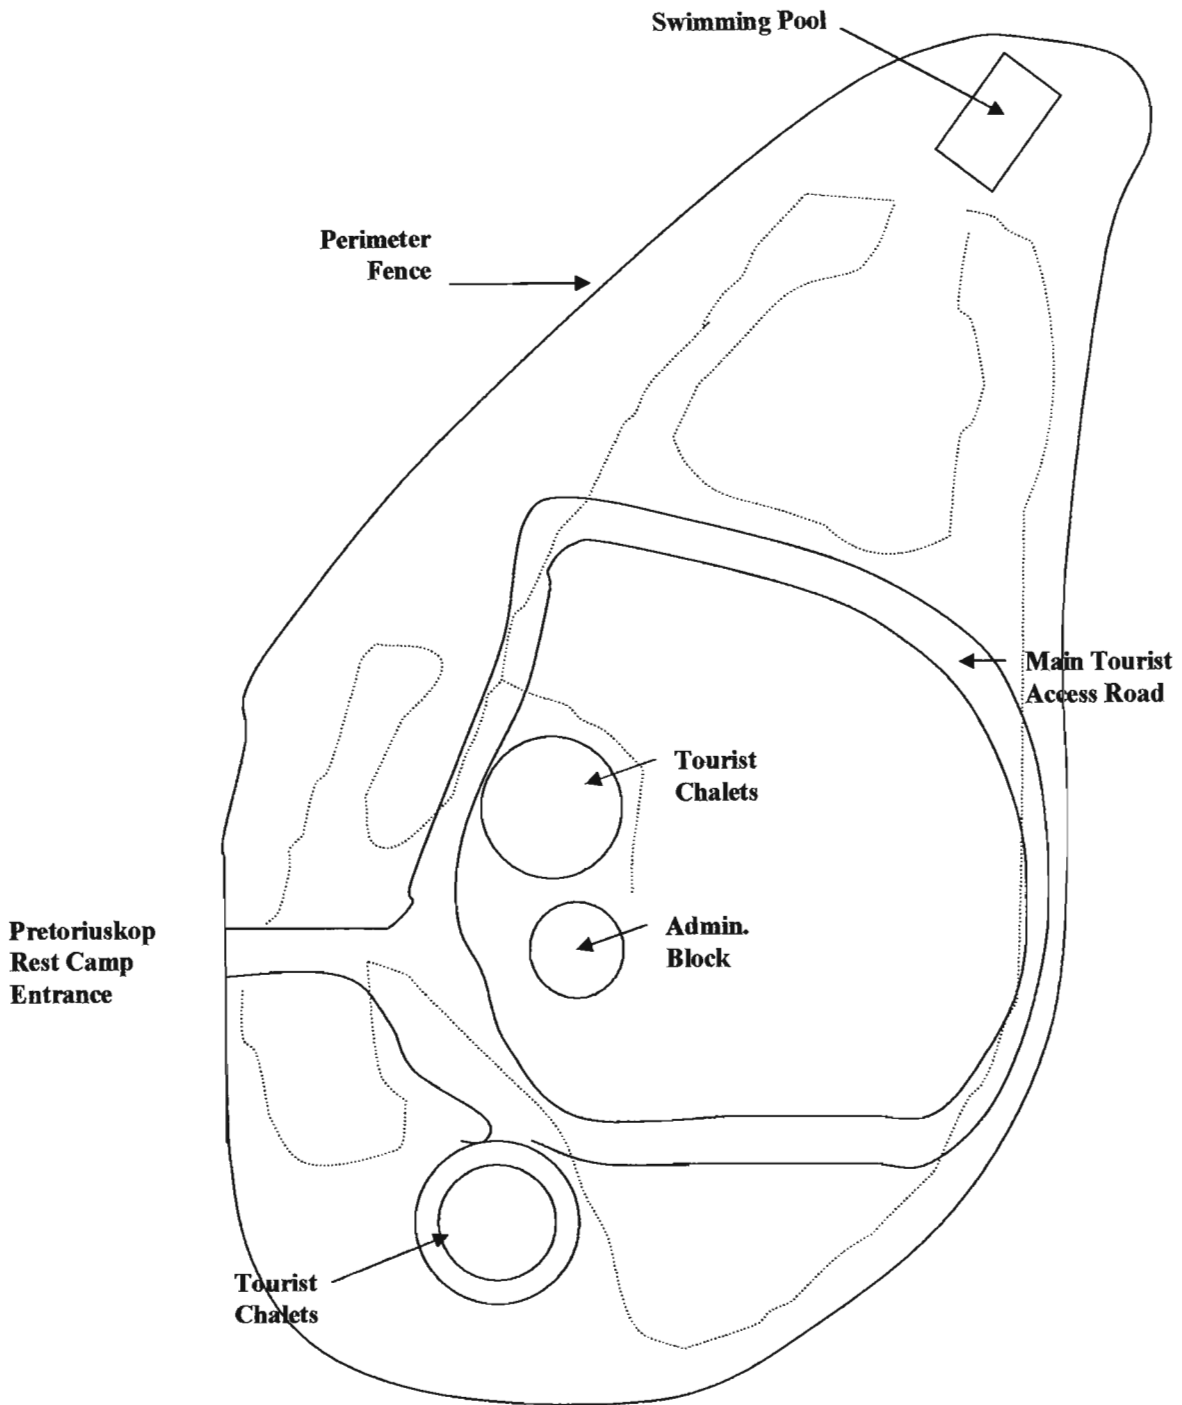 Swimming Pool
Perimeter
Fence
Main Tourist
Access Road
Tourist
Chalets
Admin.
Block
Pretoriuskop
Rest Camp
Entrance
Tourist
Chalets